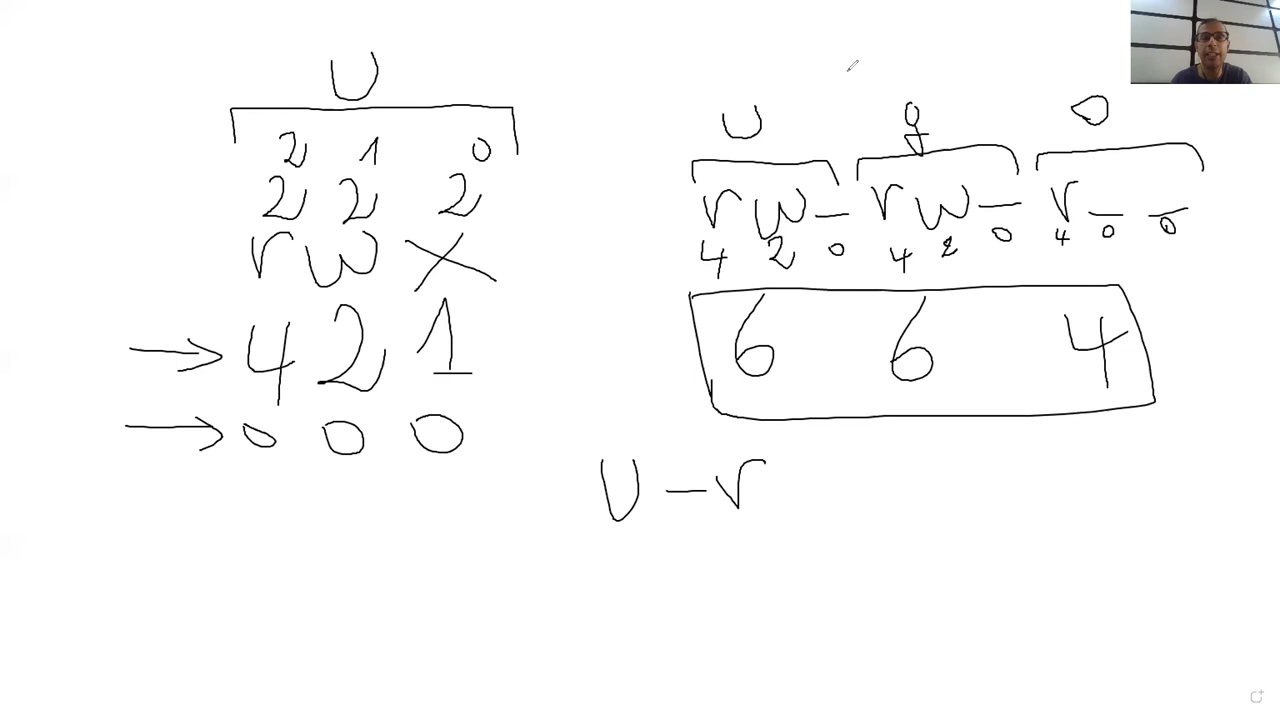 U
2 1 0
2 2 2
r w x
→ 4 2 1
→ 0 0 0
u g o
r w _ r w _ r _ _
4 2 0 4 2 0 4 0 0
6 6 4
U - r